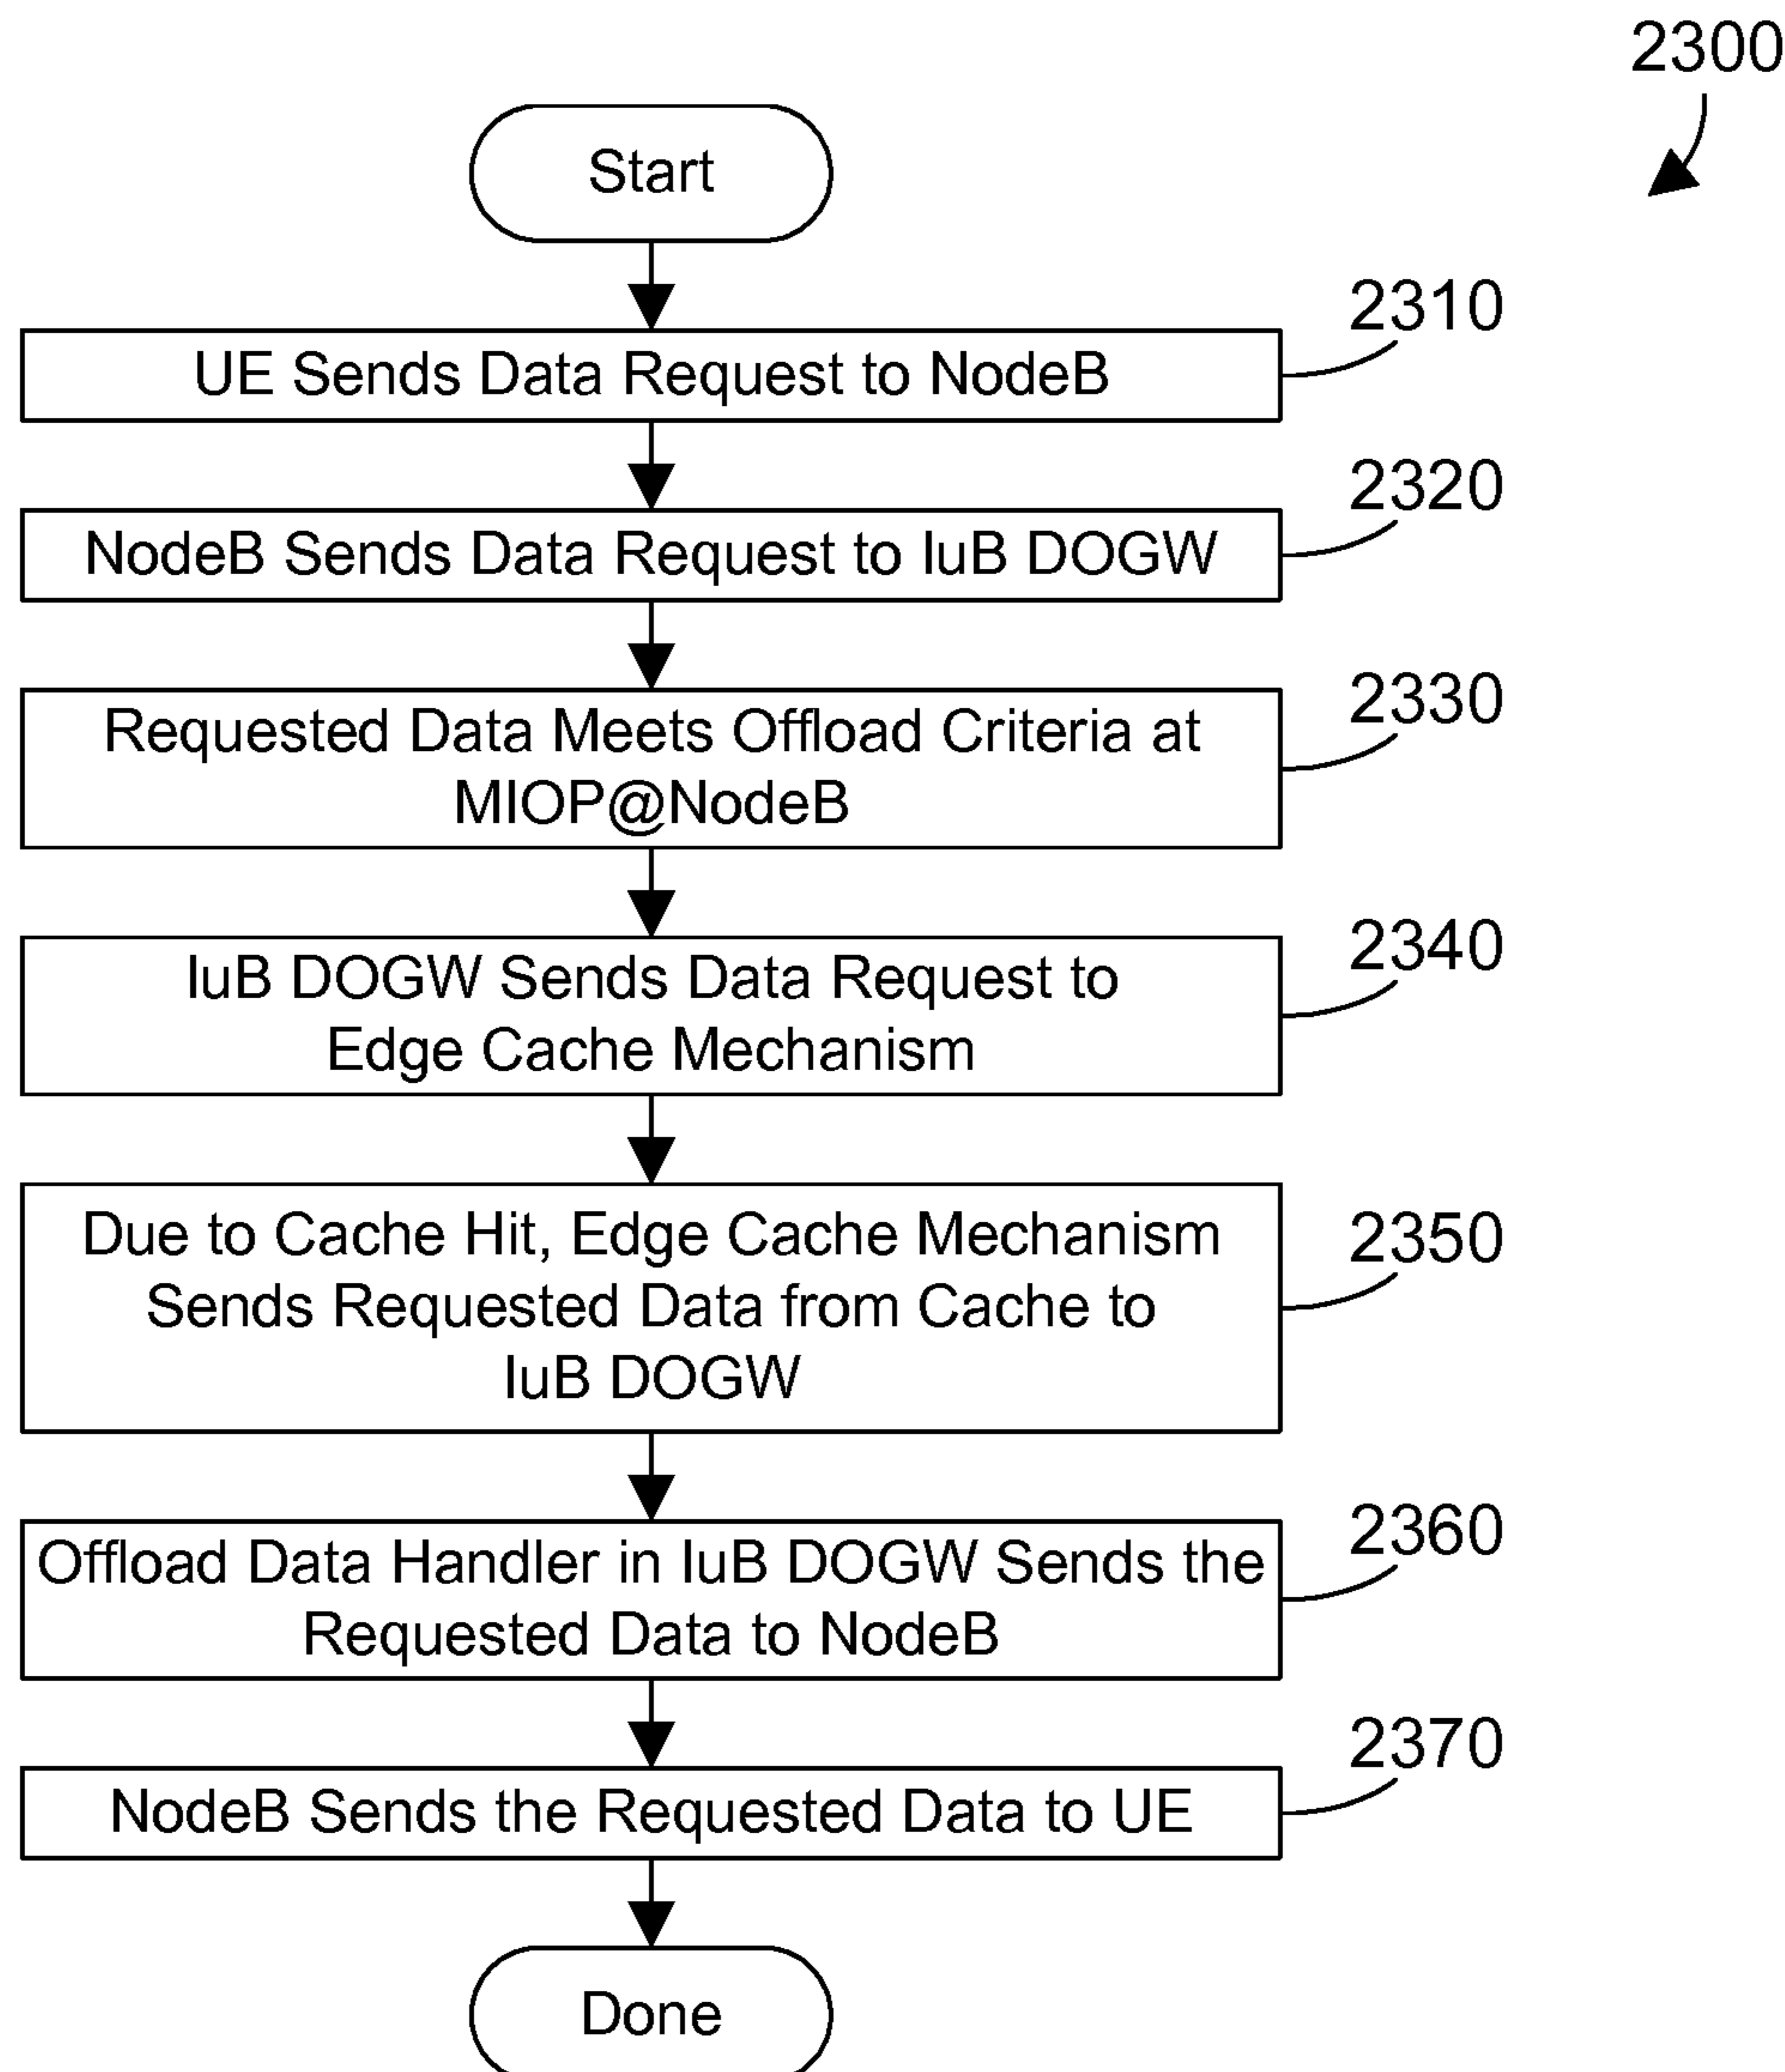 2300
Start
2310
UE Sends Data Request to NodeB
2320
NodeB Sends Data Request to IuB DOGW
2330
Requested Data Meets Offload Criteria at
MIOP@NodeB
2340
IuB DOGW Sends Data Request to
Edge Cache Mechanism
2350
Due to Cache Hit, Edge Cache Mechanism
Sends Requested Data from Cache to
IuB DOGW
2360
Offload Data Handler in IuB DOGW Sends the
Requested Data to NodeB
2370
NodeB Sends the Requested Data to UE
Done